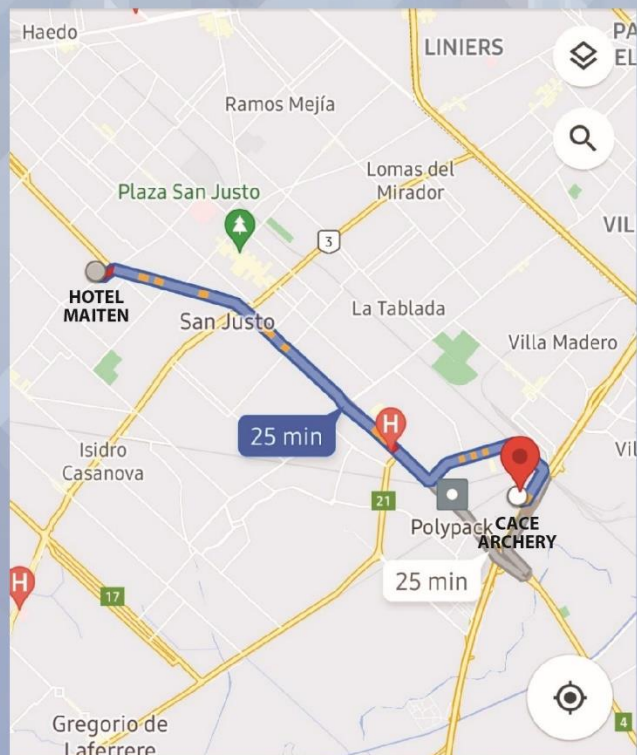 Haedo
LINIERS
PA
EL
Ramos Mejía
Lomas del
Mirador
Plaza San Justo
VIL
3
HOTEL
MAITEN
San Justo
La Tablada
Villa Madero
25 min
H
Isidro
Casanova
Vil
21
Polypack
CACE
ARCHERY
H
25 min
17
4
Gregorio de
Laferrere